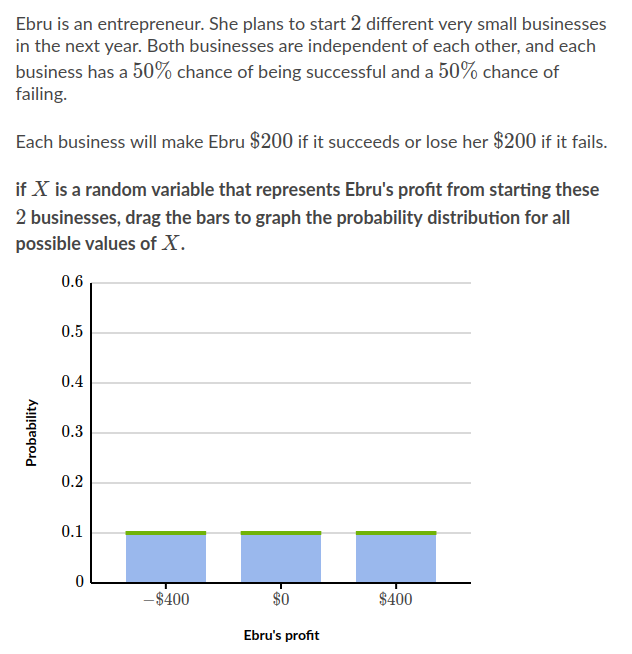 Ebru is an entrepreneur. She plans to start 2 different very small businesses
in the next year. Both businesses are independent of each other, and each
business has a 50% chance of being successful and a 50% chance of
failing.
Each business will make Ebru $200 if it succeeds or lose her $200 if it fails.
if X is a random variable that represents Ebru's profit from starting these
2 businesses, drag the bars to graph the probability distribution for all
possible values of X.
0.6
0.5
0.4
0.3
0.2
0.1
0
Probability
−$400 $0 $400
Ebru's profit